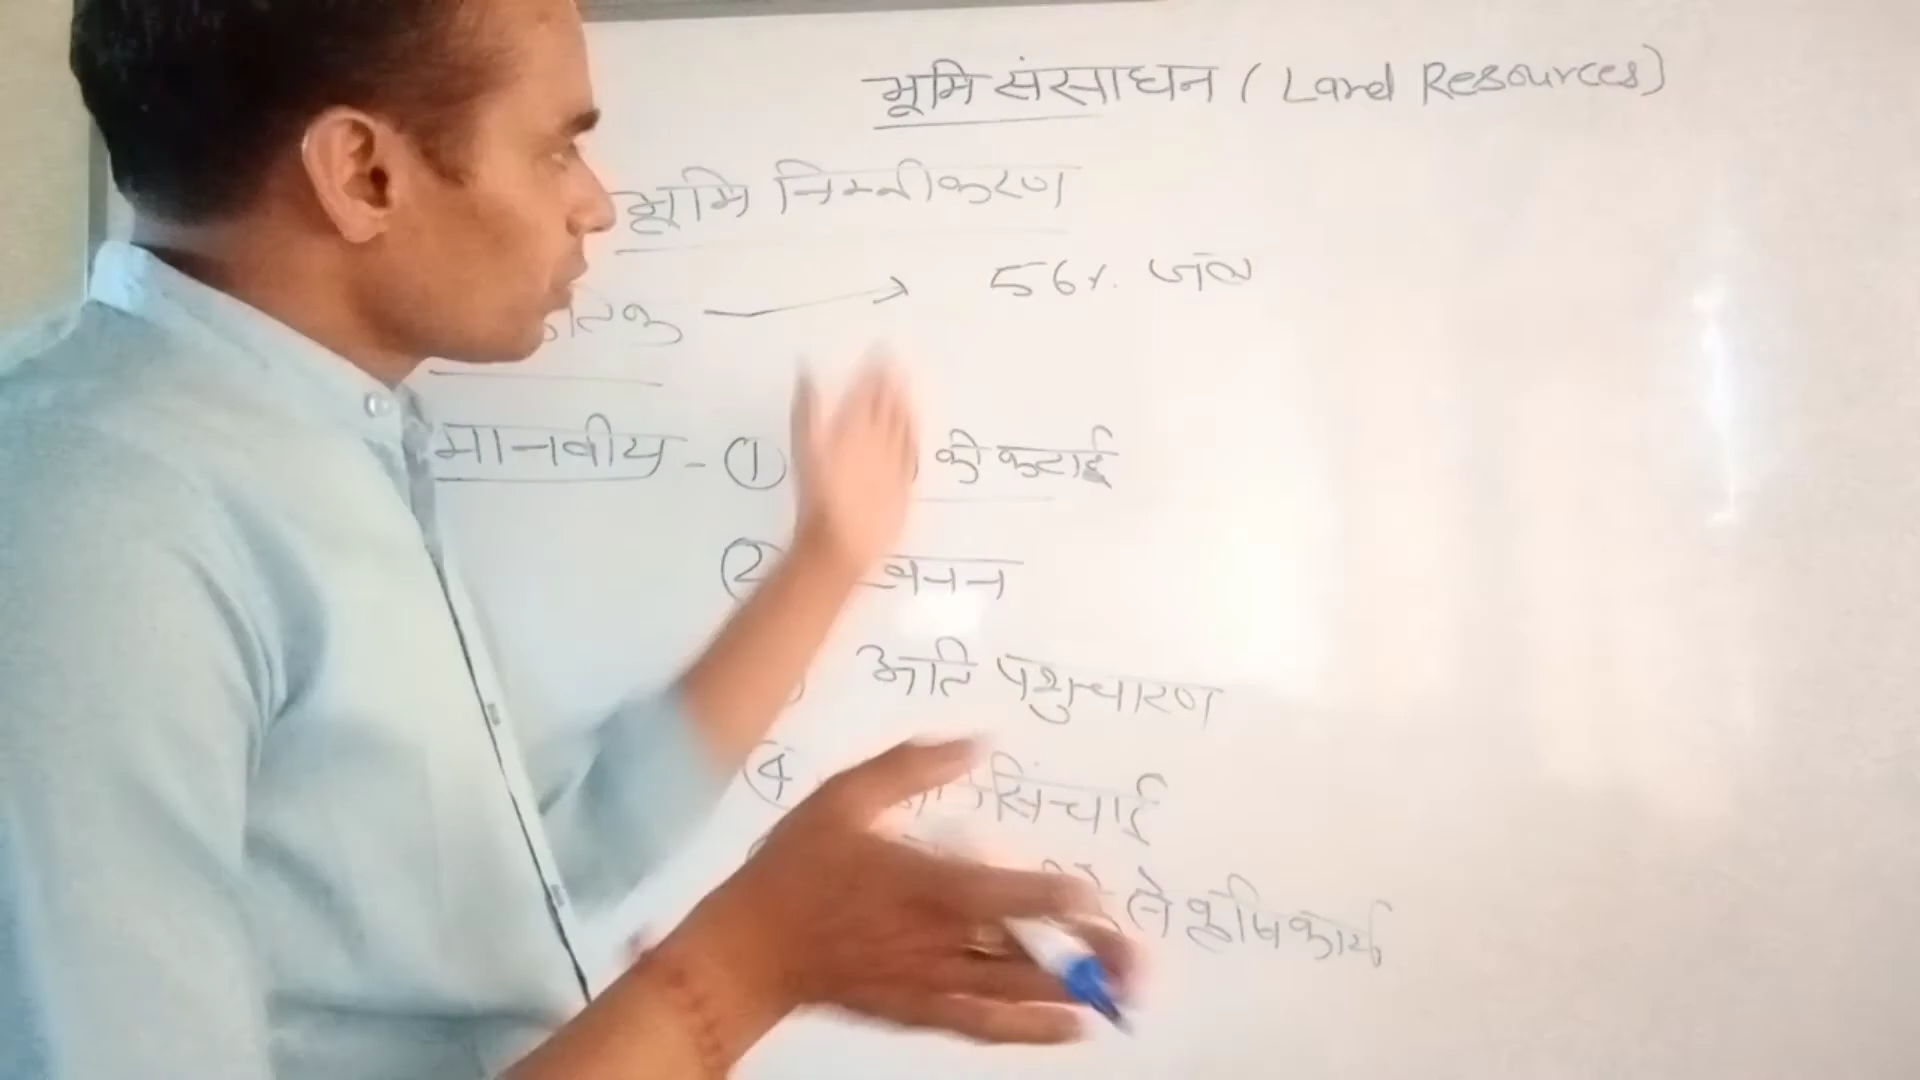 भूमि संसाधन ( Land Resources)
भूमि निम्नीकरण
56%. जल
मानवीय - ① की कटाई
② खनन
अति पशुचारण
④ सिंचाई
से कृषि कार्य